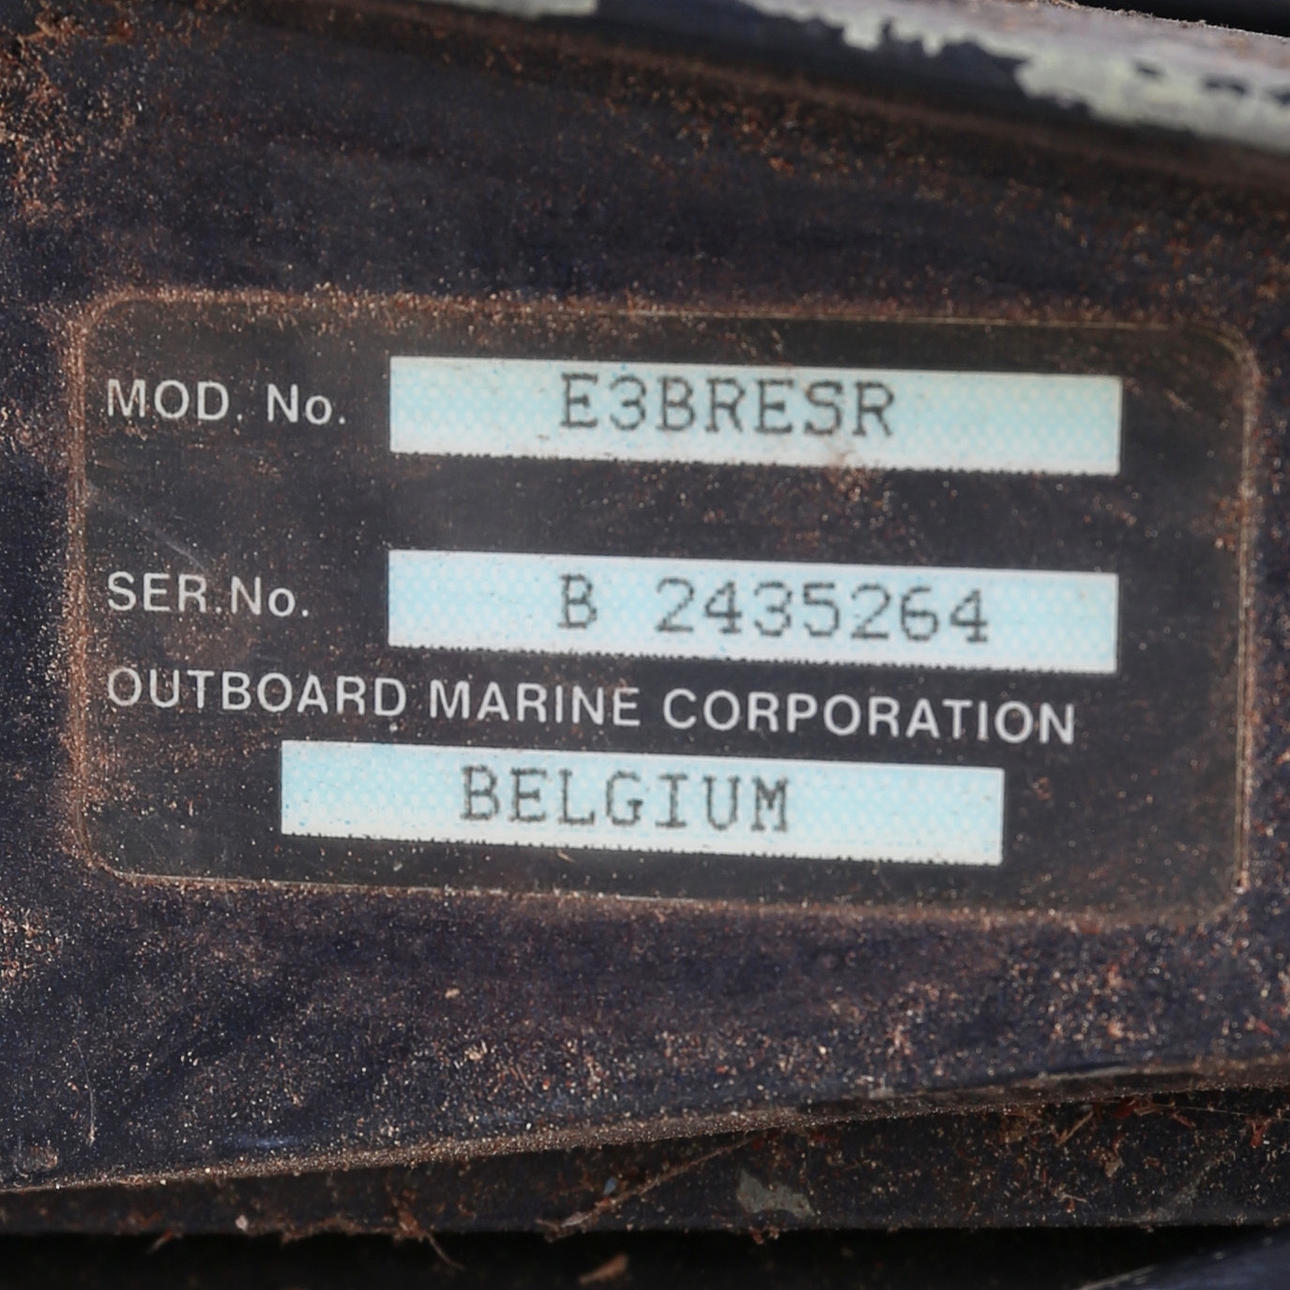 MOD. No. E3BRESR
SER.No. B 2435264
OUTBOARD MARINE CORPORATION
BELGIUM